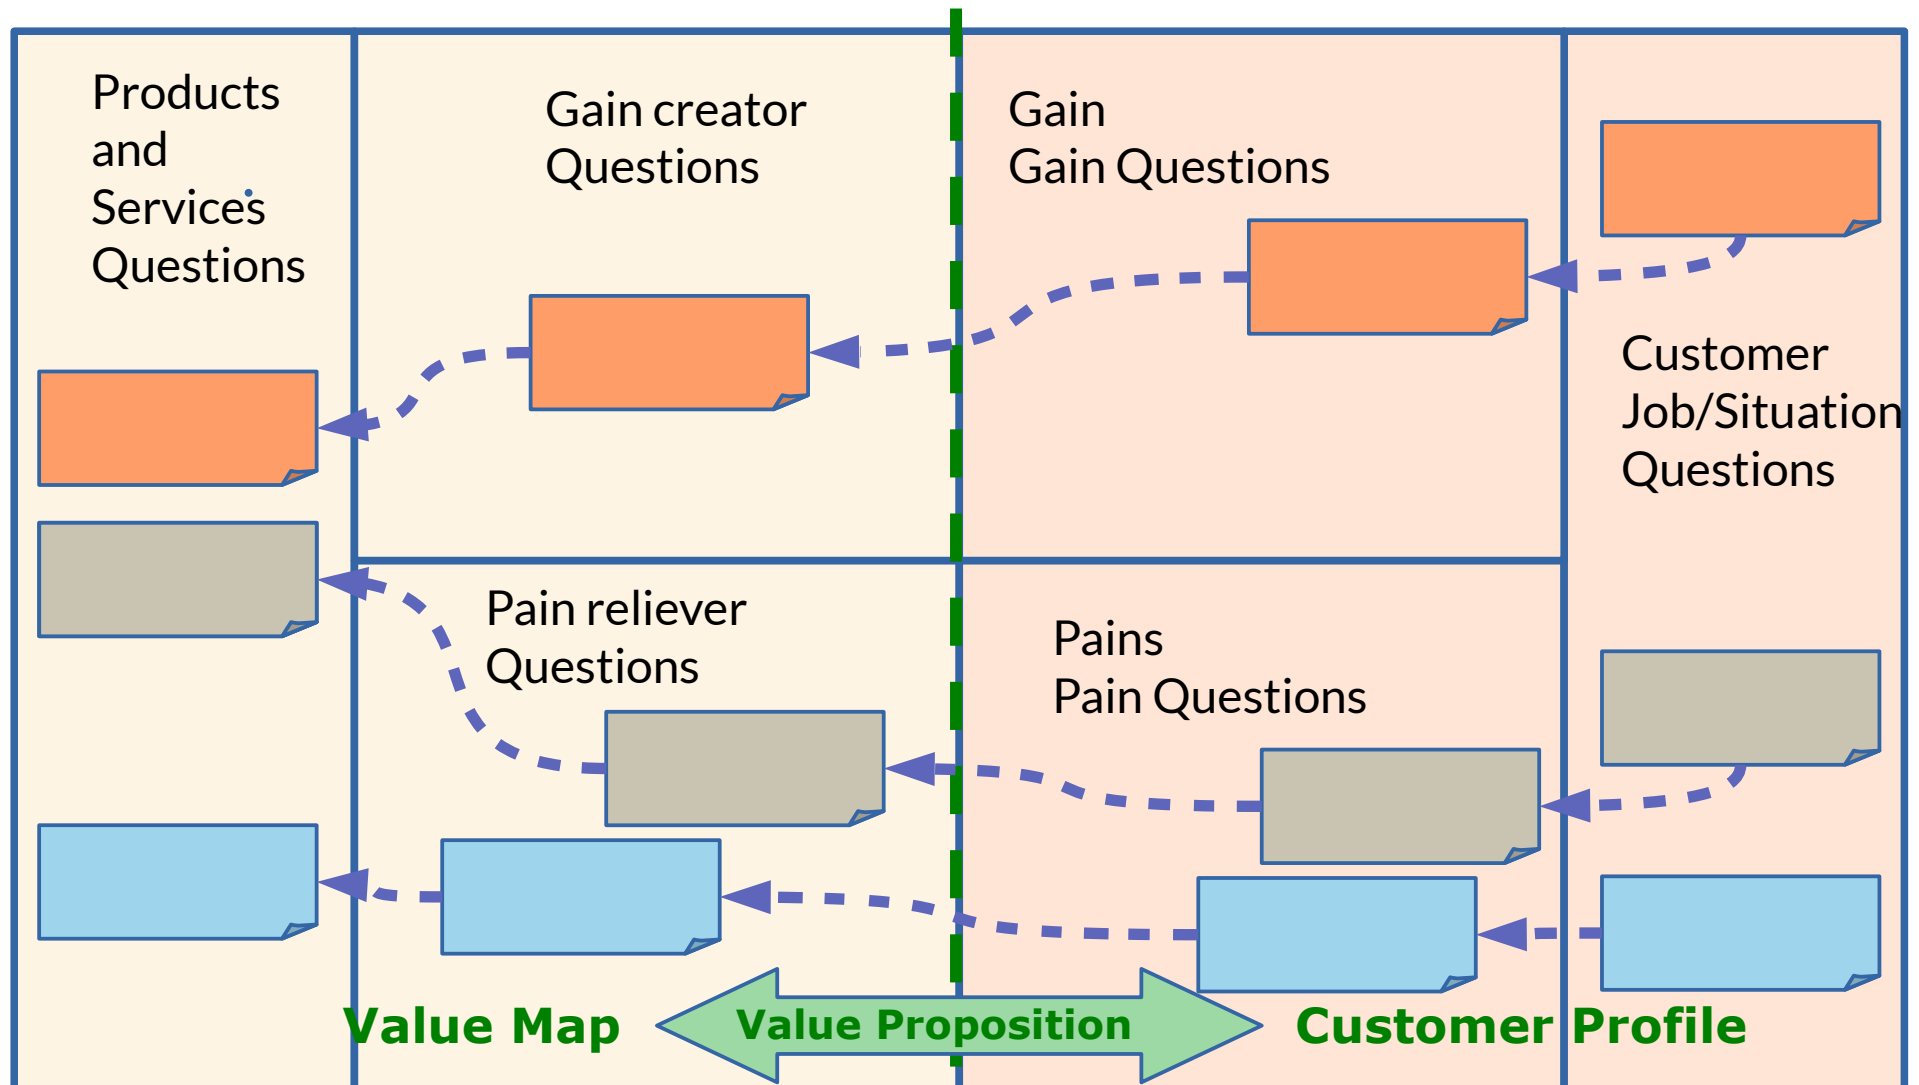 Products
and
Services
Questions
Gain creator
Questions
Gain
Gain Questions
Customer
Job/Situation
Questions
Pain reliever
Questions
Pains
Pain Questions
Value Map
Value Proposition
Customer Profile